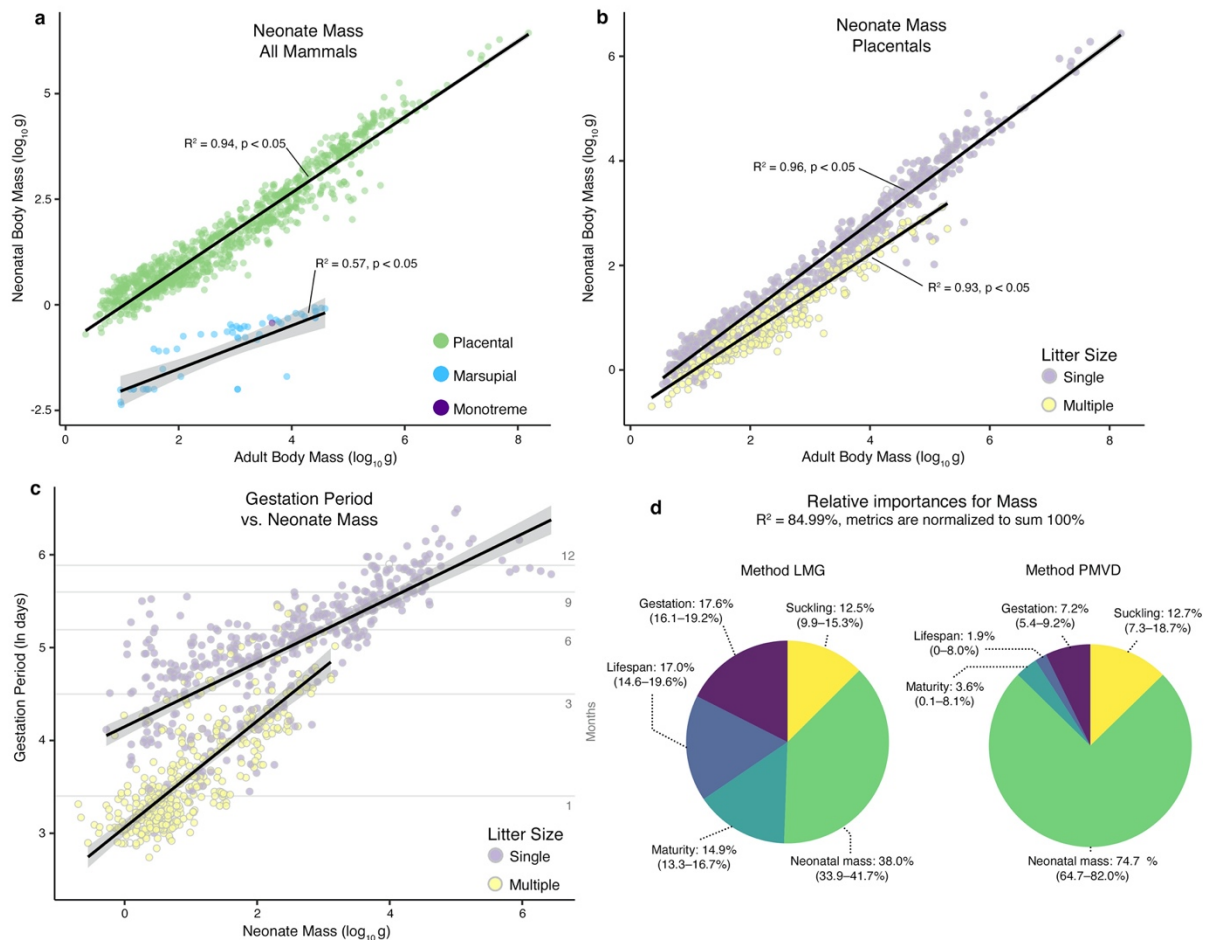 a
Neonate Mass
All Mammals
Neonatal Body Mass (log10 g)
5
2.5
0
-2.5
R² = 0.94, p < 0.05
R² = 0.57, p < 0.05
Placental
Marsupial
Monotreme
0 2 4 6 8
Adult Body Mass (log10 g)
b
Neonate Mass
Placentals
Neonatal Body Mass (log10 g)
6
4
2
0
R² = 0.96, p < 0.05
R² = 0.93, p < 0.05
Litter Size
Single
Multiple
0 2 4 6 8
Adult Body Mass (log10 g)
c
Gestation Period
vs. Neonate Mass
Gestation Period (ln days)
6
5
4
3
12
9
6
3
1
Months
Litter Size
Single
Multiple
0 2 4 6
Neonate Mass (log10 g)
d
Relative importances for Mass
R² = 84.99%, metrics are normalized to sum 100%
Method LMG
Gestation: 17.6%
(16.1–19.2%)
Suckling: 12.5%
(9.9–15.3%)
Lifespan: 17.0%
(14.6–19.6%)
Maturity: 14.9%
(13.3–16.7%)
Neonatal mass: 38.0%
(33.9–41.7%)
Method PMVD
Gestation: 7.2%
(5.4–9.2%)
Suckling: 12.7%
(7.3–18.7%)
Lifespan: 1.9%
(0–8.0%)
Maturity: 3.6%
(0.1–8.1%)
Neonatal mass: 74.7 %
(64.7–82.0%)